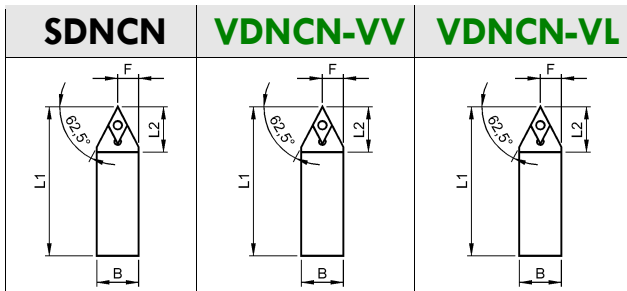 SDNCN VDNCN-VV VDNCN-VL
F F F
62,5° 62,5° 62,5°
L2 L2 L2
L1 L1 L1
B B B